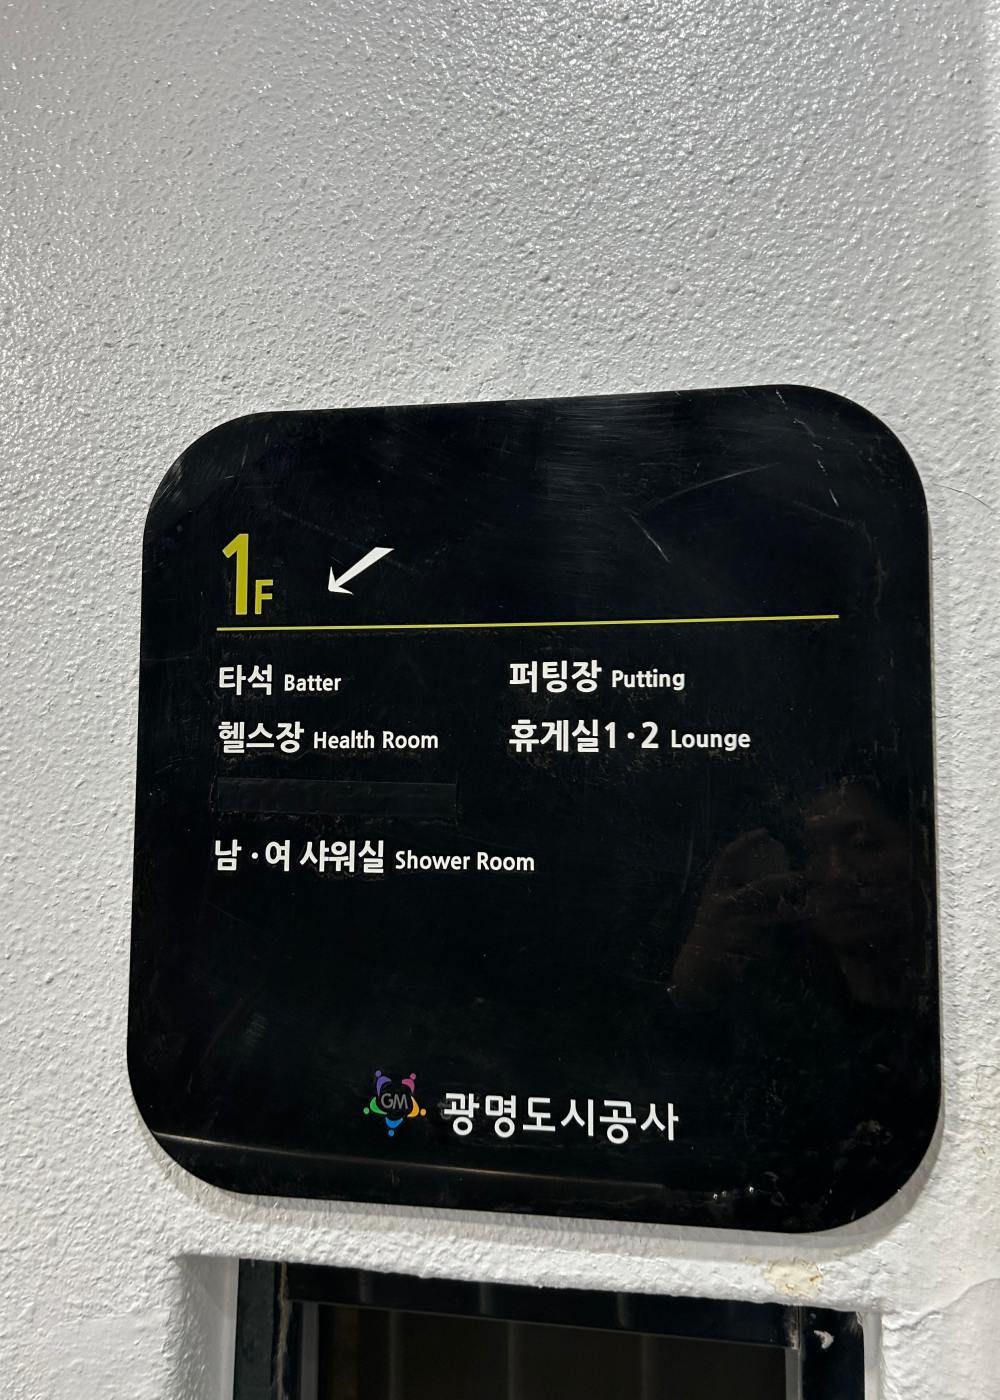 1F
타석 Batter 퍼팅장 Putting
헬스장 Health Room 휴게실1·2 Lounge
남·여 샤워실 Shower Room
GM 광명도시공사